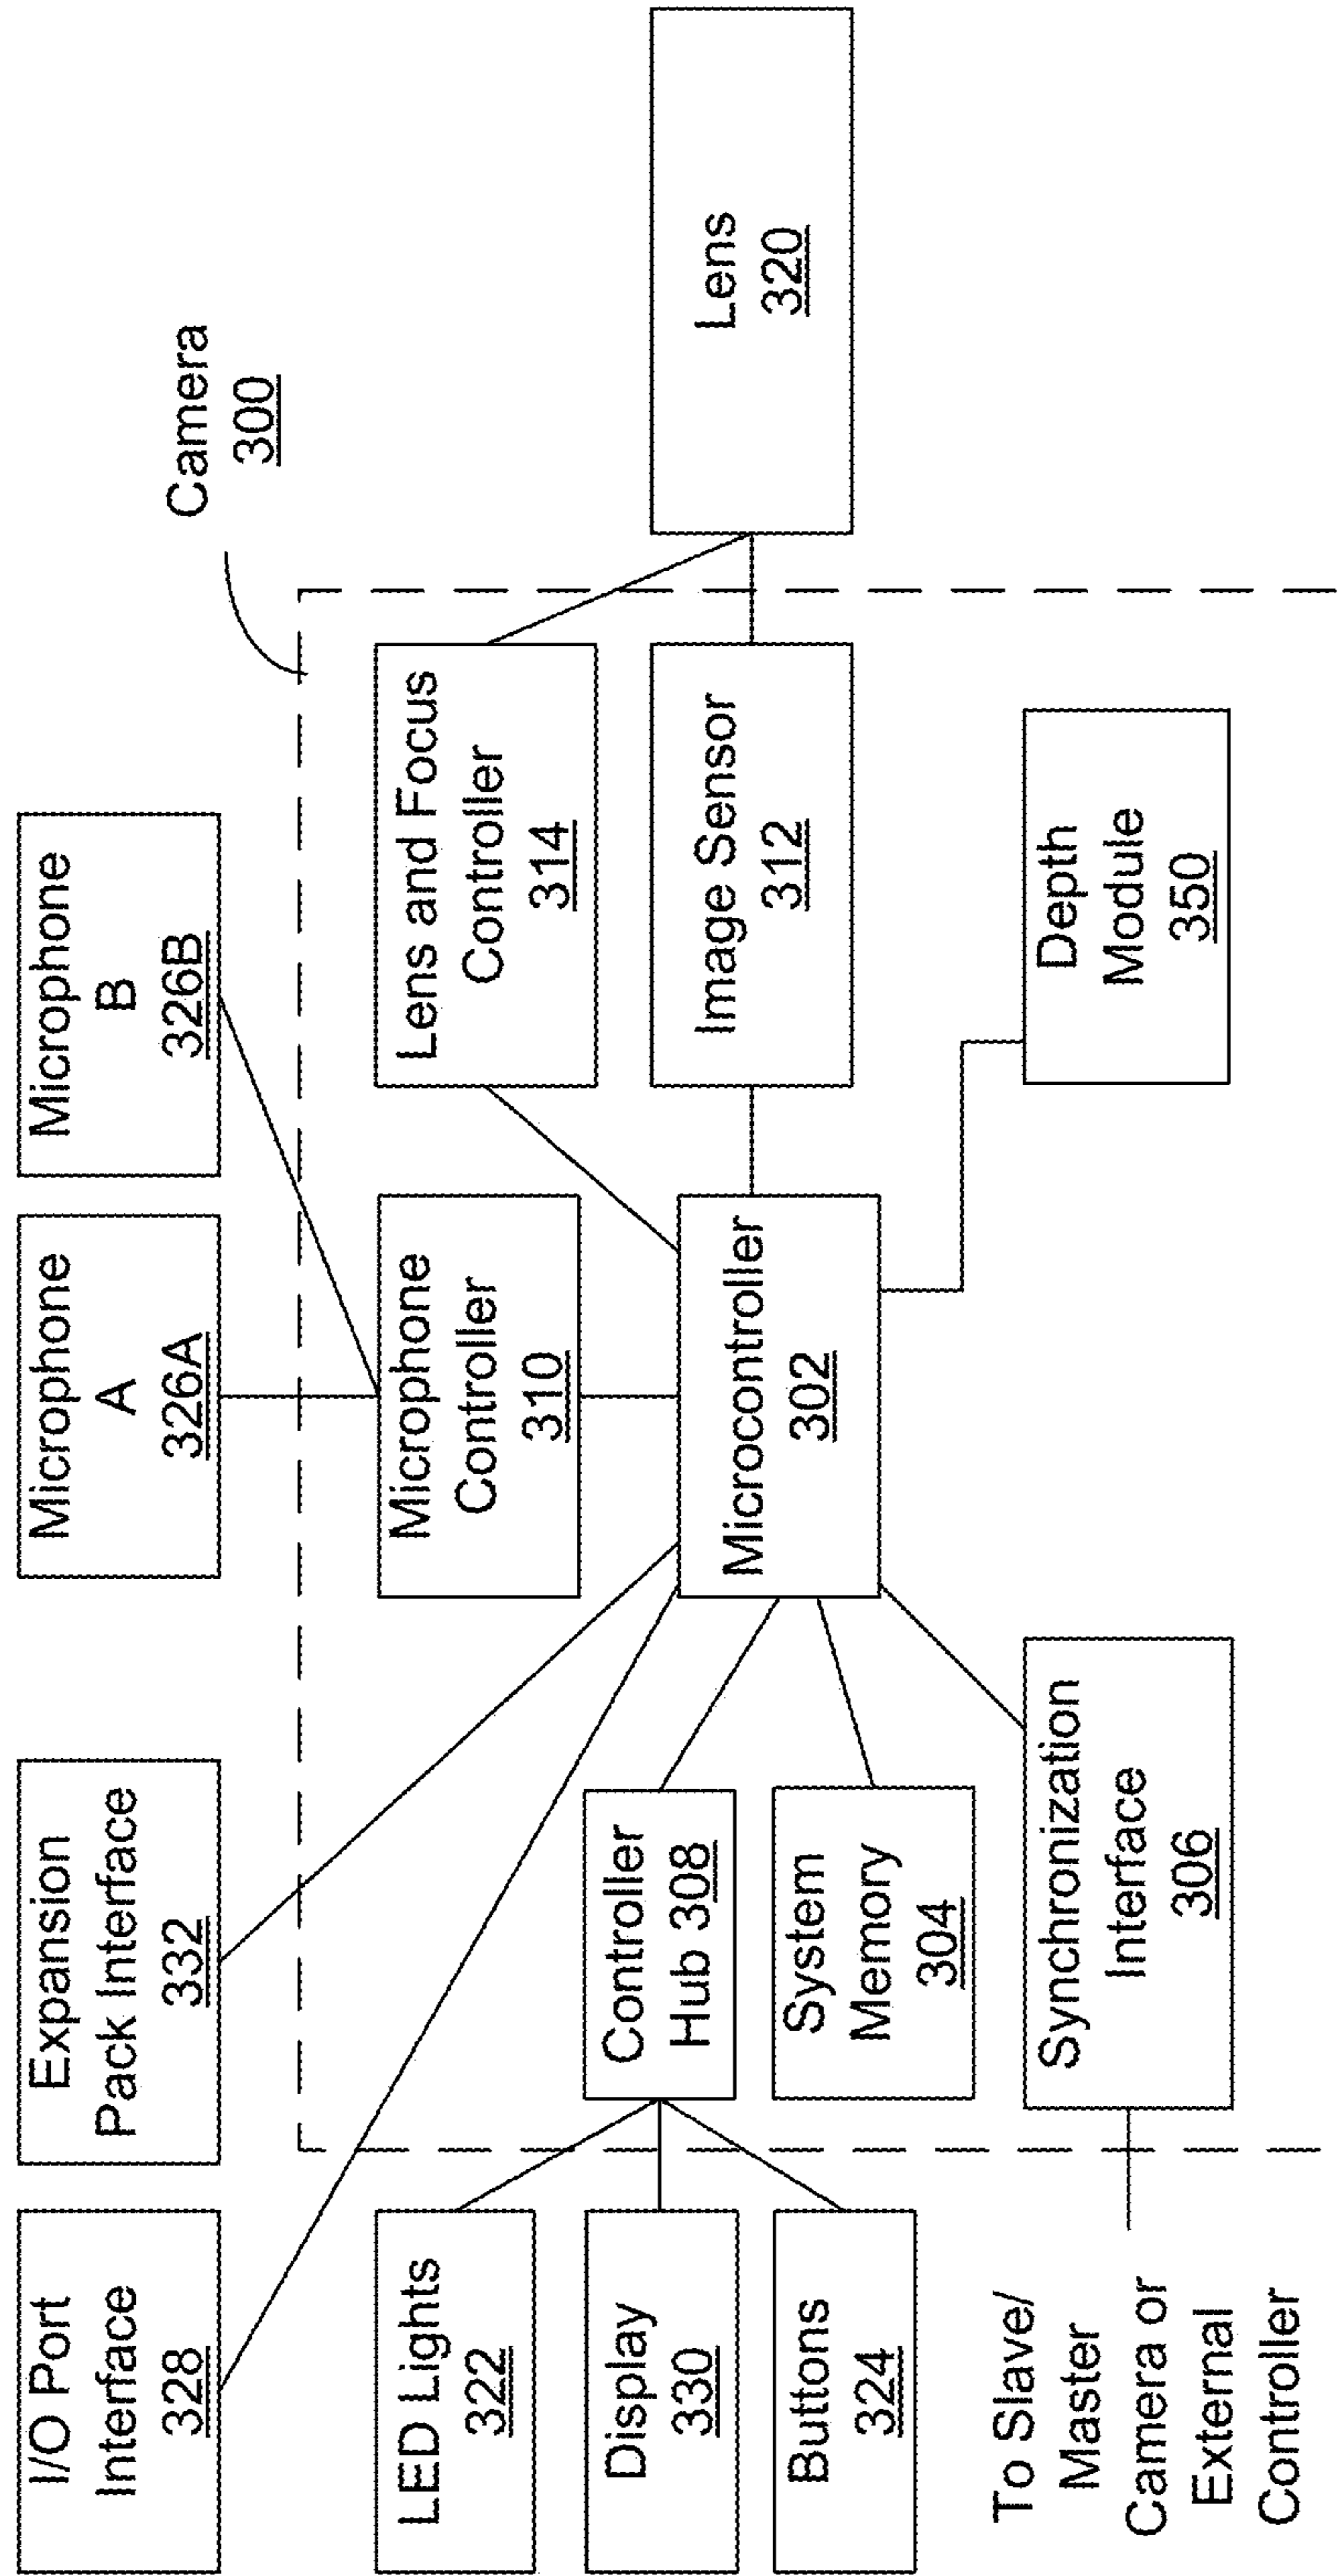 I/O Port
Interface
328
Expansion
Pack Interface
332
Microphone
A
326A
Microphone
B
326B
Camera
300
LED Lights
322
Display
330
Buttons
324
Controller
Hub 308
System
Memory
304
Synchronization
Interface
306
Microphone
Controller
310
Microcontroller
302
Lens and Focus
Controller
314
Image Sensor
312
Depth
Module
350
Lens
320
To Slave/
Master
Camera or
External
Controller